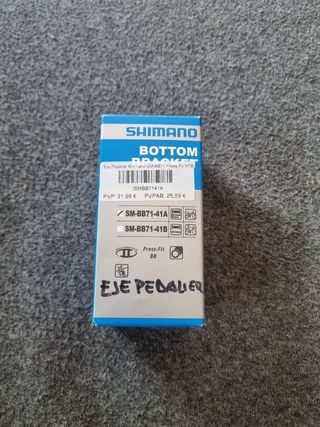 SHIMANO
BOTTOM
BRACKET
Eje Pedalier Shimano SM-BB71 Press Fit MTB
ISMBB7141A
PVP: 31,99 € PVPAB: 25,59 €
SM-BB71-41A
SM-BB71-41B
Press-Fit
BB
EJE PEDALIER